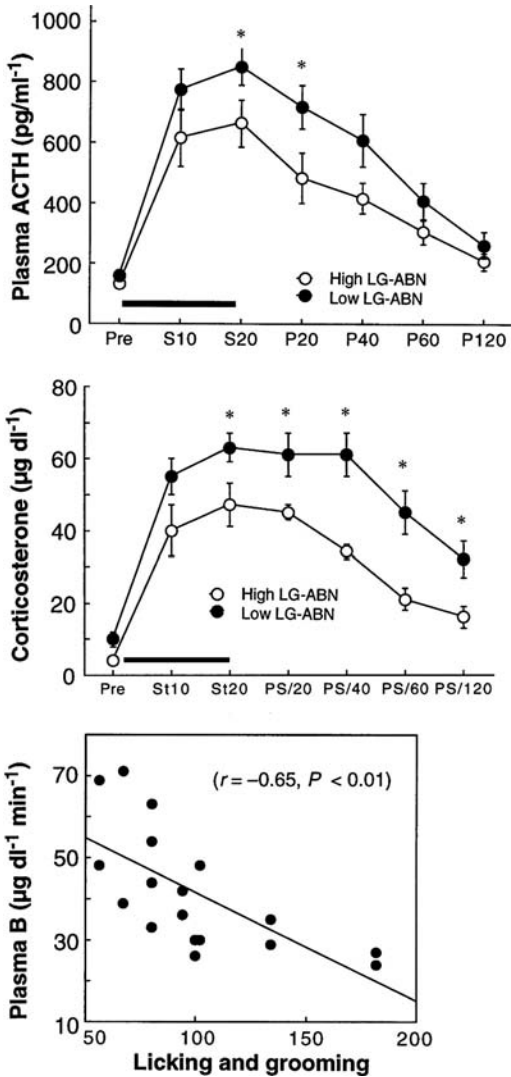 1000
800
600
400
200
0
Plasma ACTH (pg/ml⁻¹)
* *
High LG-ABN
Low LG-ABN
Pre S10 S20 P20 P40 P60 P120
80
60
40
20
0
Corticosterone (µg dl⁻¹)
* * * * *
High LG-ABN
Low LG-ABN
Pre St10 St20 PS/20 PS/40 PS/60 PS/120
70
50
30
10
Plasma B (µg dl⁻¹ min⁻¹)
(r = –0.65, P < 0.01)
50 100 150 200
Licking and grooming